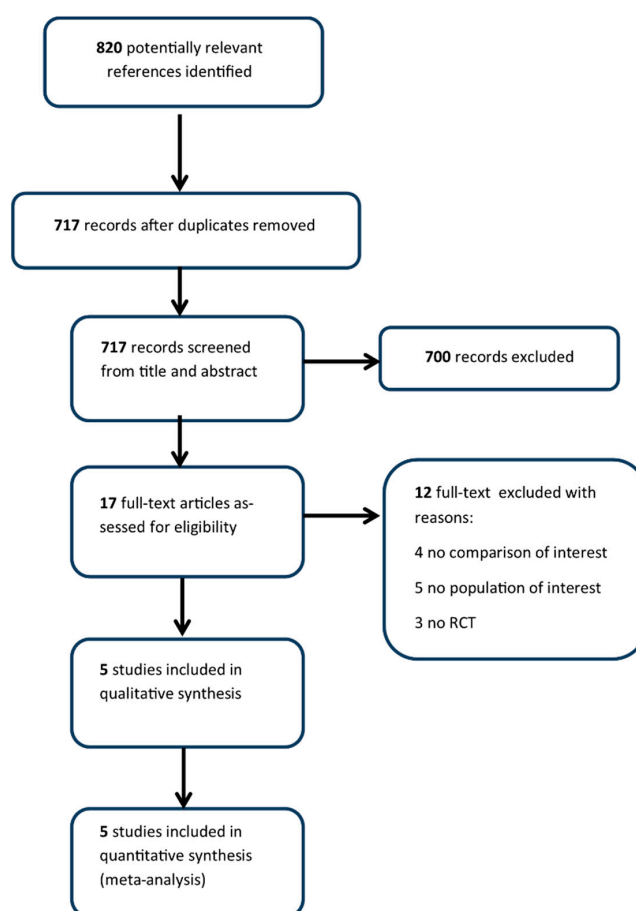 820 potentially relevant
references identified
717 records after duplicates removed
717 records screened
from title and abstract
700 records excluded
17 full-text articles as-
sessed for eligibility
12 full-text excluded with
reasons:
4 no comparison of interest
5 no population of interest
3 no RCT
5 studies included in
qualitative synthesis
5 studies included in
quantitative synthesis
(meta-analysis)